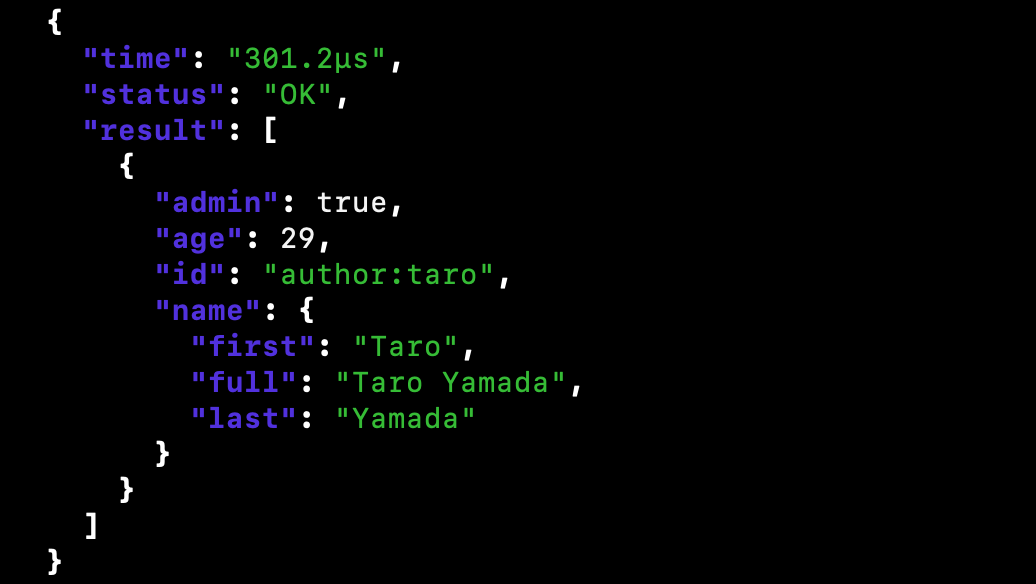 {
"time": "301.2µs",
"status": "OK",
"result": [
{
"admin": true,
"age": 29,
"id": "author:taro",
"name": {
"first": "Taro",
"full": "Taro Yamada",
"last": "Yamada"
}
}
]
}